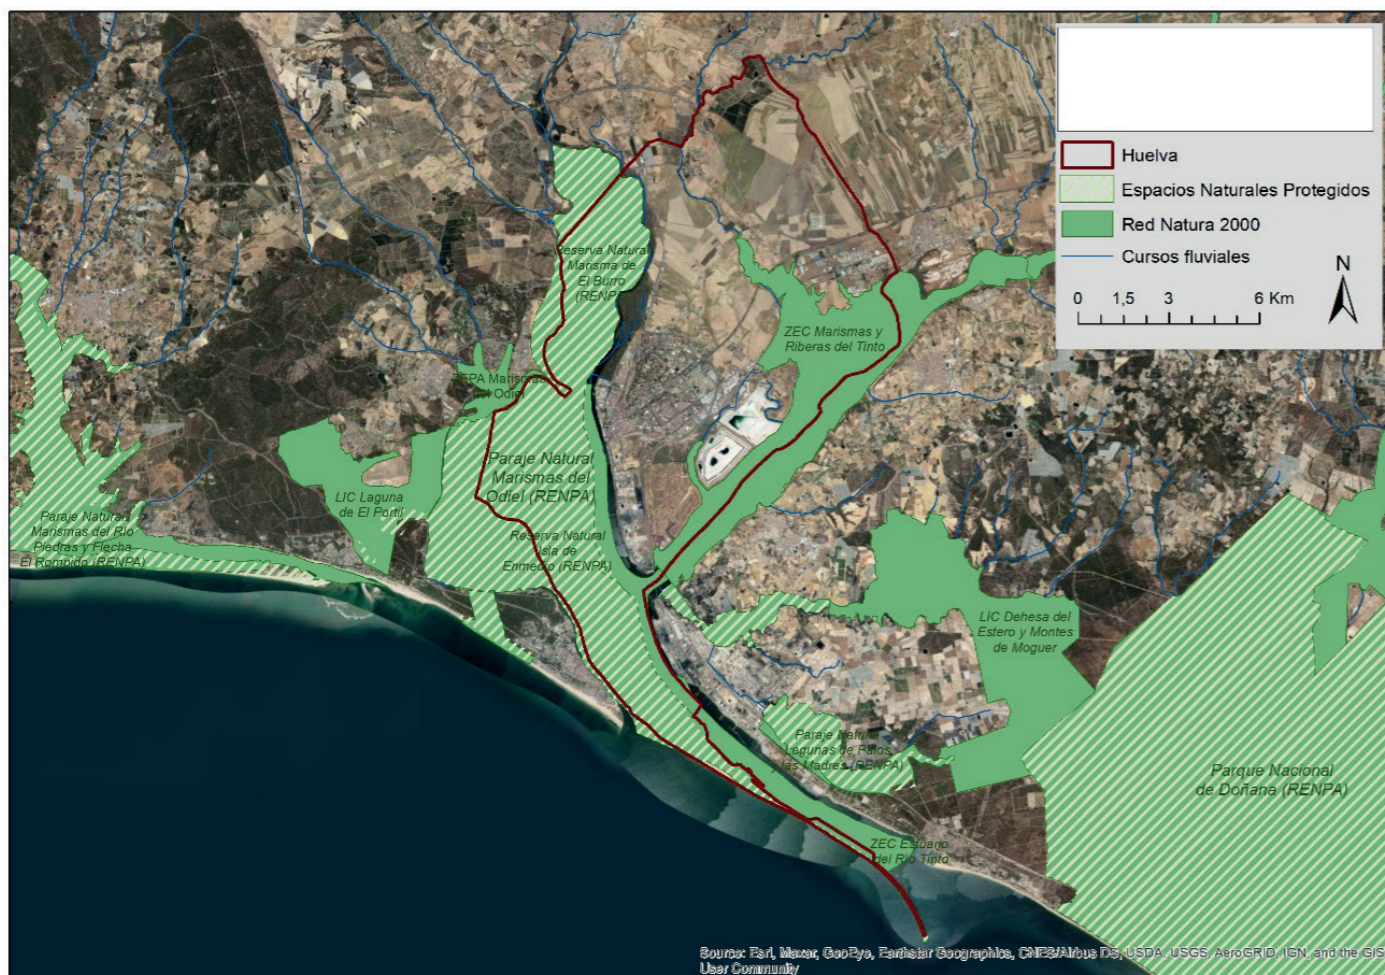 Huelva
Espacios Naturales Protegidos
Red Natura 2000
Cursos fluviales
N
0 1,5 3 6 Km
Reserva Natural
Marisma de
El Burro
(RENPA)
ZEC Marismas y
Riberas del Tinto
ZEPA Marismas
del Odiel
Paraje Natural
Marismas del
Odiel (RENPA)
LIC Laguna
de El Portil
Paraje Natural
Marismas del Río
Piedras y Flecha
El Rompido (RENPA)
Reserva Natural
Isla de
Enmedio (RENPA)
LIC Dehesa del
Estero y Montes
de Moguer
Paraje Natural
Lagunas de Palos
y las Madres (RENPA)
Parque Nacional
de Doñana (RENPA)
ZEC Estuario
del Río Tinto
Source: Esri, Maxar, GeoEye, Earthstar Geographics, CNES/Airbus DS, USDA, USGS, AeroGRID, IGN, and the GIS
User Community